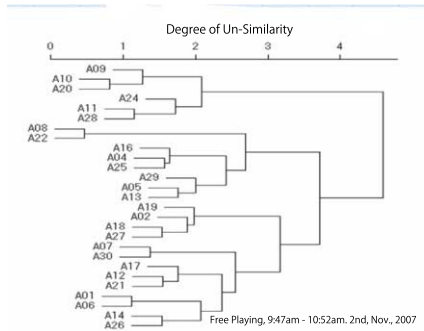 Degree of Un-Similarity
0 1 2 3 4
A09
A10
A20
A24
A11
A28
A08
A22
A16
A04
A25
A29
A05
A13
A19
A02
A18
A27
A07
A30
A17
A12
A21
A01
A06
A14
A26
Free Playing, 9:47am - 10:52am. 2nd, Nov., 2007